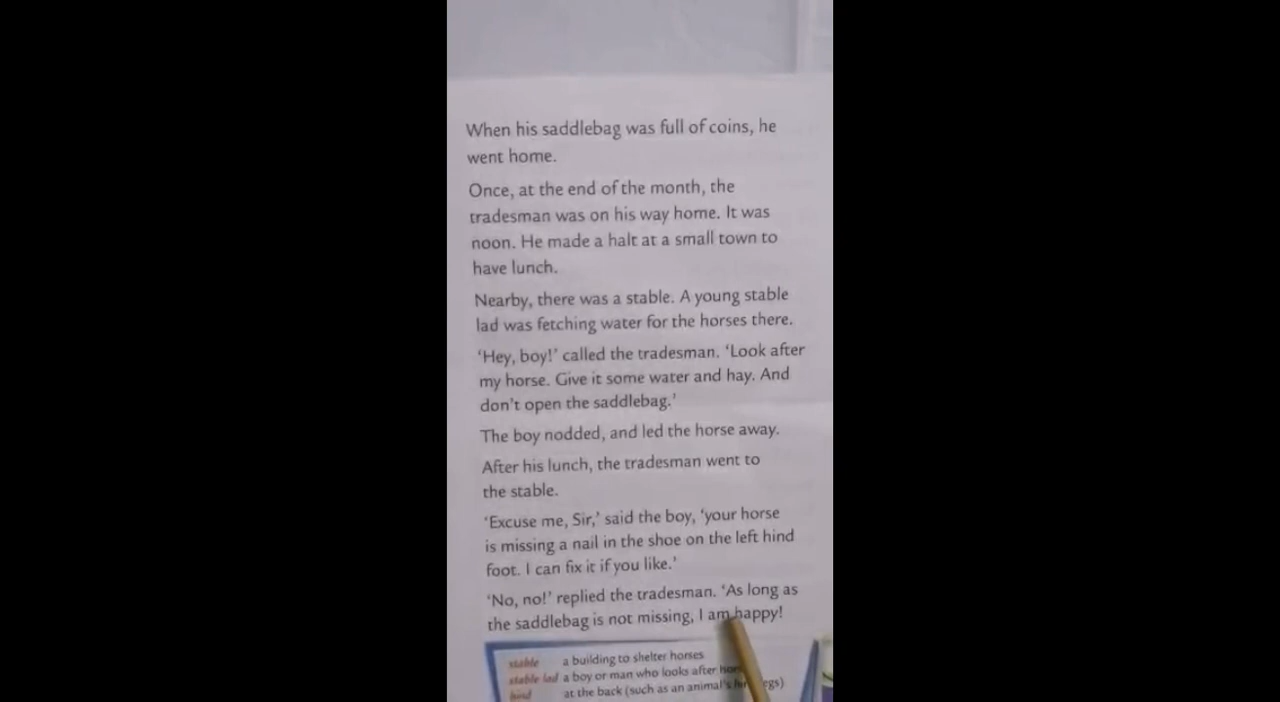 When his saddlebag was full of coins, he
went home.
Once, at the end of the month, the
tradesman was on his way home. It was
noon. He made a halt at a small town to
have lunch.
Nearby, there was a stable. A young stable
lad was fetching water for the horses there.
‘Hey, boy!’ called the tradesman. ‘Look after
my horse. Give it some water and hay. And
don’t open the saddlebag.’
The boy nodded, and led the horse away.
After his lunch, the tradesman went to
the stable.
‘Excuse me, Sir,’ said the boy, ‘your horse
is missing a nail in the shoe on the left hind
foot. I can fix it if you like.’
‘No, no!’ replied the tradesman. ‘As long as
the saddlebag is not missing, I am happy!
stable a building to shelter horses
stable lad a boy or man who looks after
hind at the back (such as an animal's